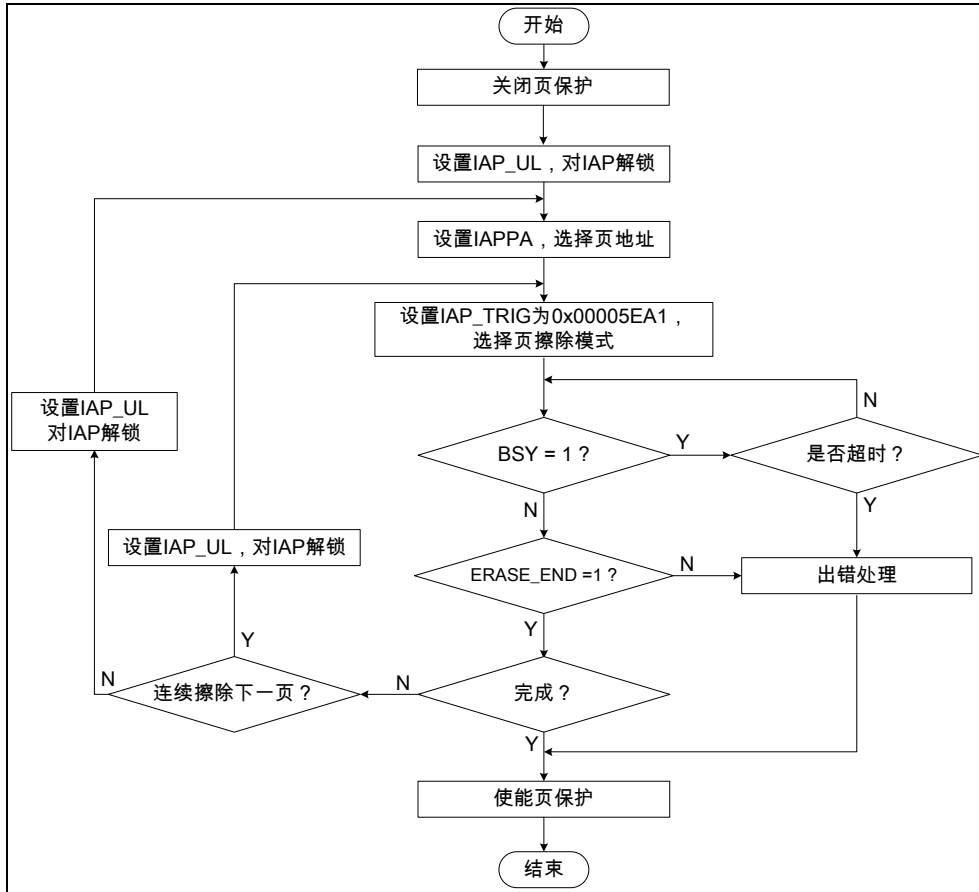 开始
关闭页保护
设置IAP_UL，对IAP解锁
设置IAPPA，选择页地址
设置IAP_TRIG为0x00005EA1，
选择页擦除模式
设置IAP_UL
对IAP解锁
N
BSY = 1？
Y
是否超时？
N
Y
设置IAP_UL，对IAP解锁
ERASE_END =1？
N
出错处理
Y
Y
N
连续擦除下一页？
N
完成？
Y
使能页保护
结束